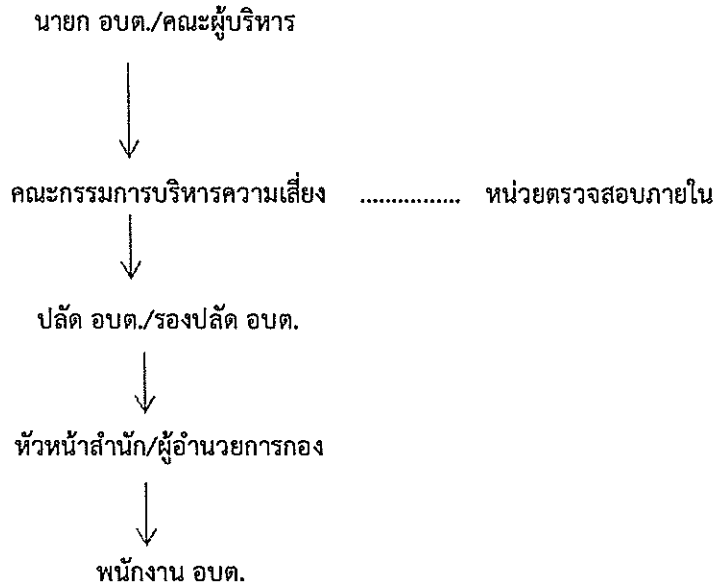 นายก อบต./คณะผู้บริหาร
คณะกรรมการบริหารความเสี่ยง ................ หน่วยตรวจสอบภายใน
ปลัด อบต./รองปลัด อบต.
หัวหน้าสำนัก/ผู้อำนวยการกอง
พนักงาน อบต.